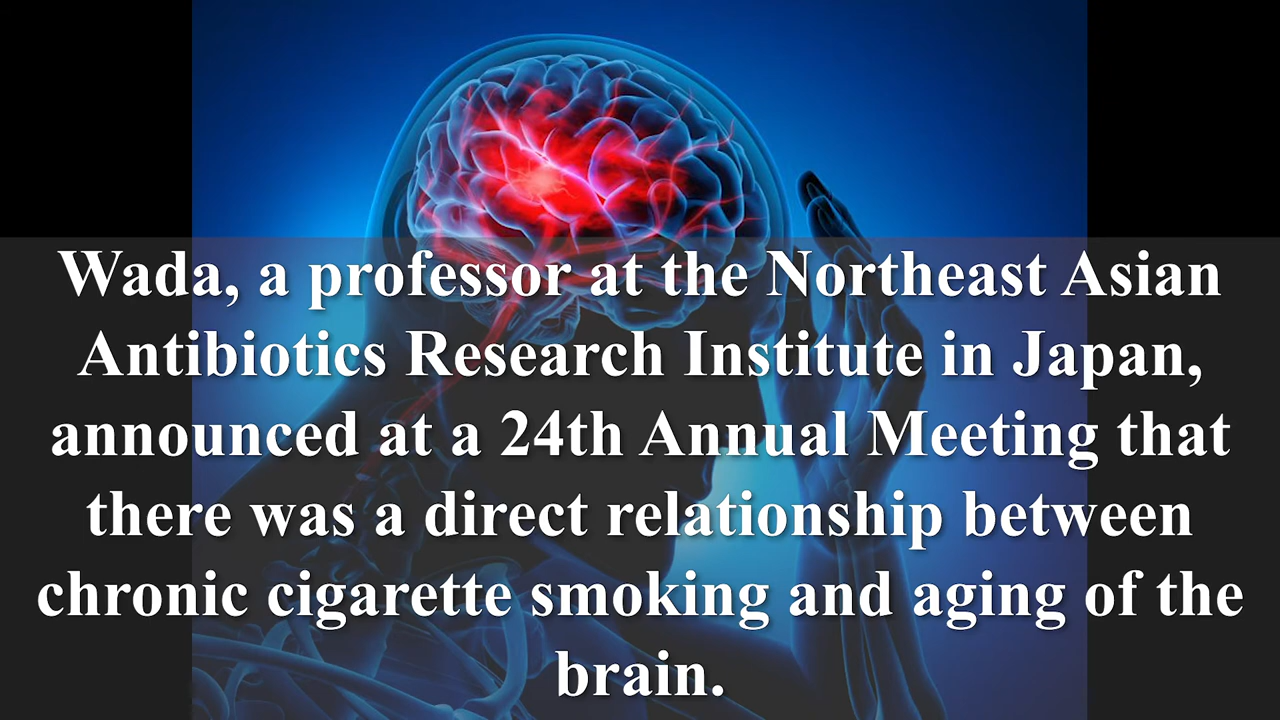 Wada, a professor at the Northeast Asian
Antibiotics Research Institute in Japan,
announced at a 24th Annual Meeting that
there was a direct relationship between
chronic cigarette smoking and aging of the
brain.